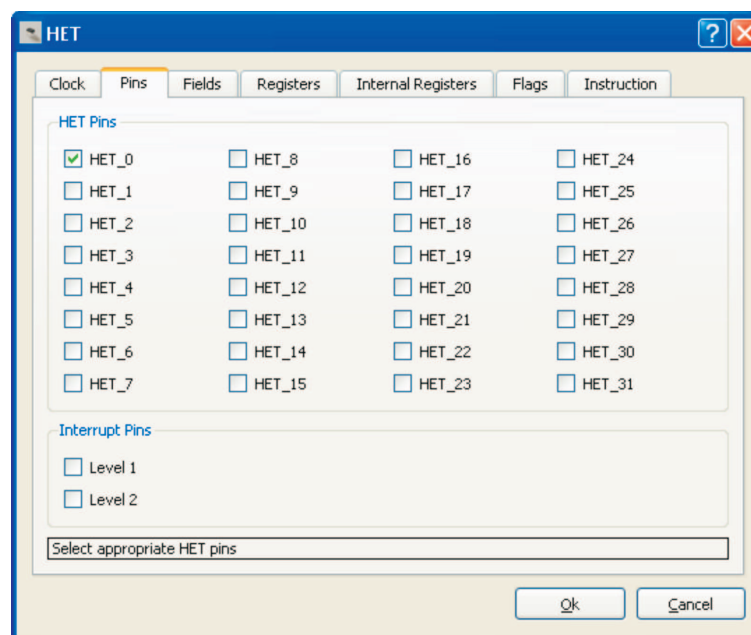 HET
Clock Pins Fields Registers Internal Registers Flags Instruction
HET Pins
HET_0 HET_8 HET_16 HET_24
HET_1 HET_9 HET_17 HET_25
HET_2 HET_10 HET_18 HET_26
HET_3 HET_11 HET_19 HET_27
HET_4 HET_12 HET_20 HET_28
HET_5 HET_13 HET_21 HET_29
HET_6 HET_14 HET_22 HET_30
HET_7 HET_15 HET_23 HET_31
Interrupt Pins
Level 1
Level 2
Select appropriate HET pins
Ok Cancel